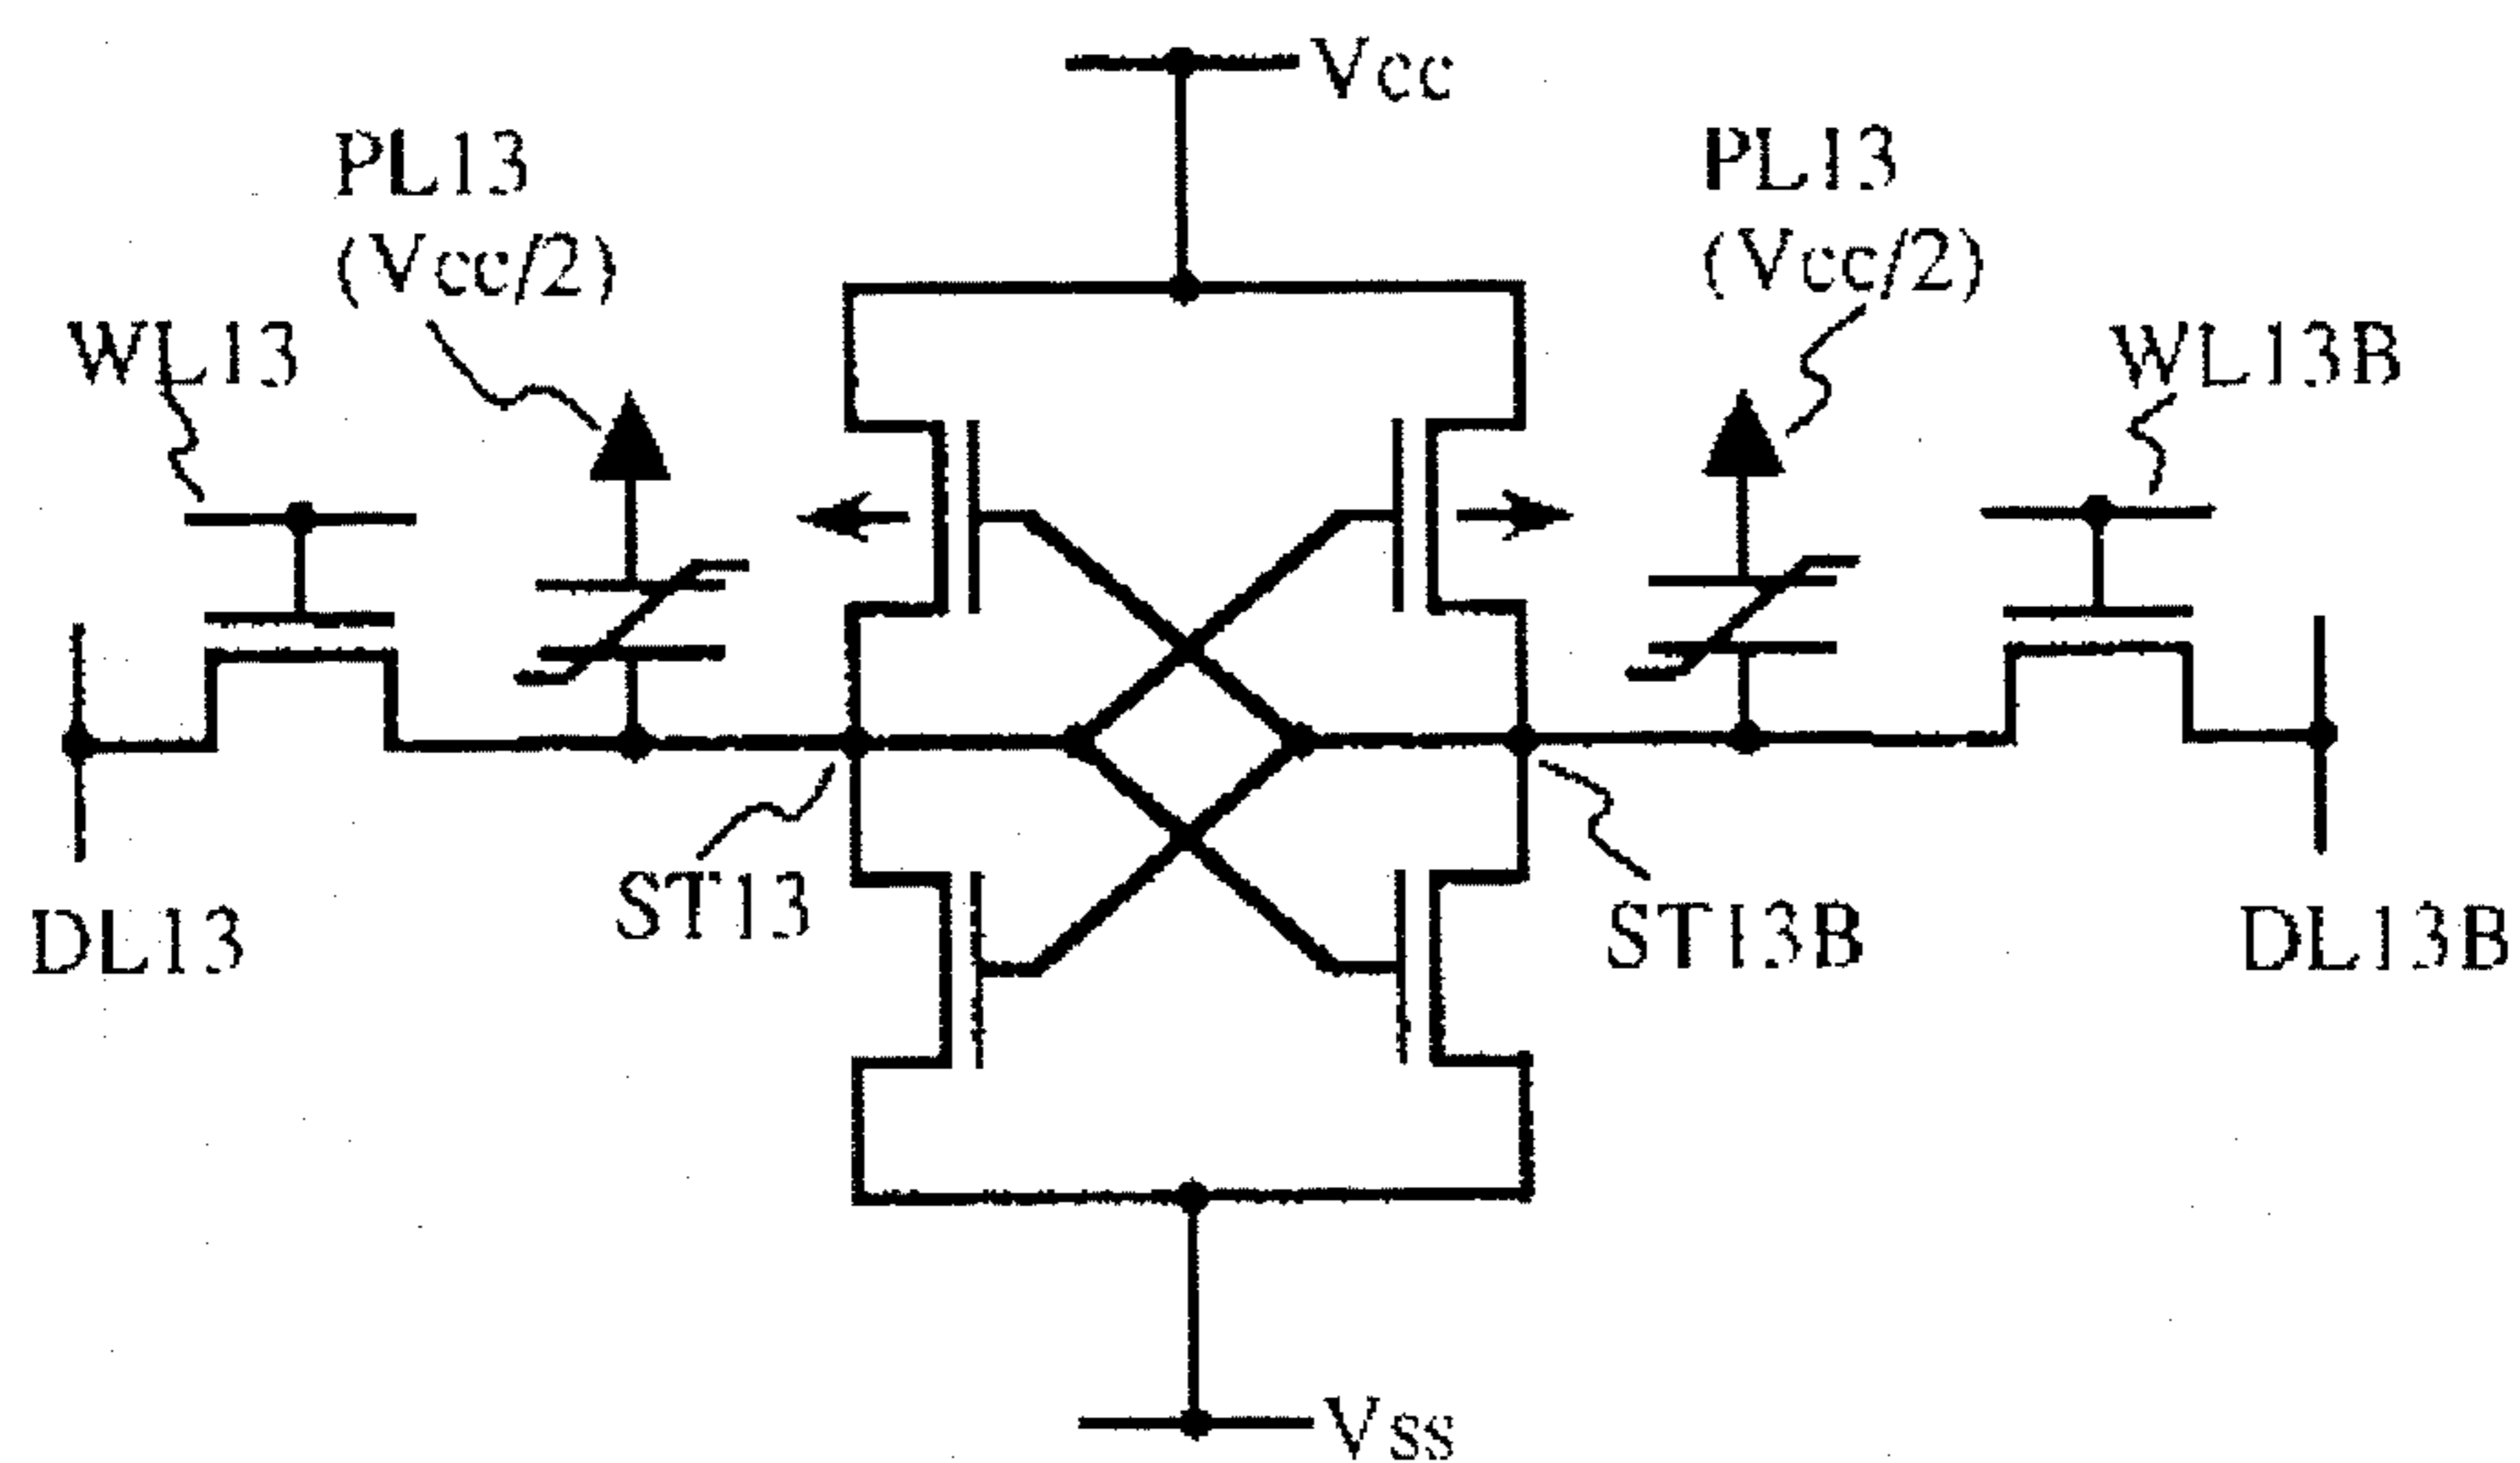 Vcc
PL13
(Vcc/2)
PL13
(Vcc/2)
WL13
WL13B
ST13
ST13B
DL13
DL13B
Vss